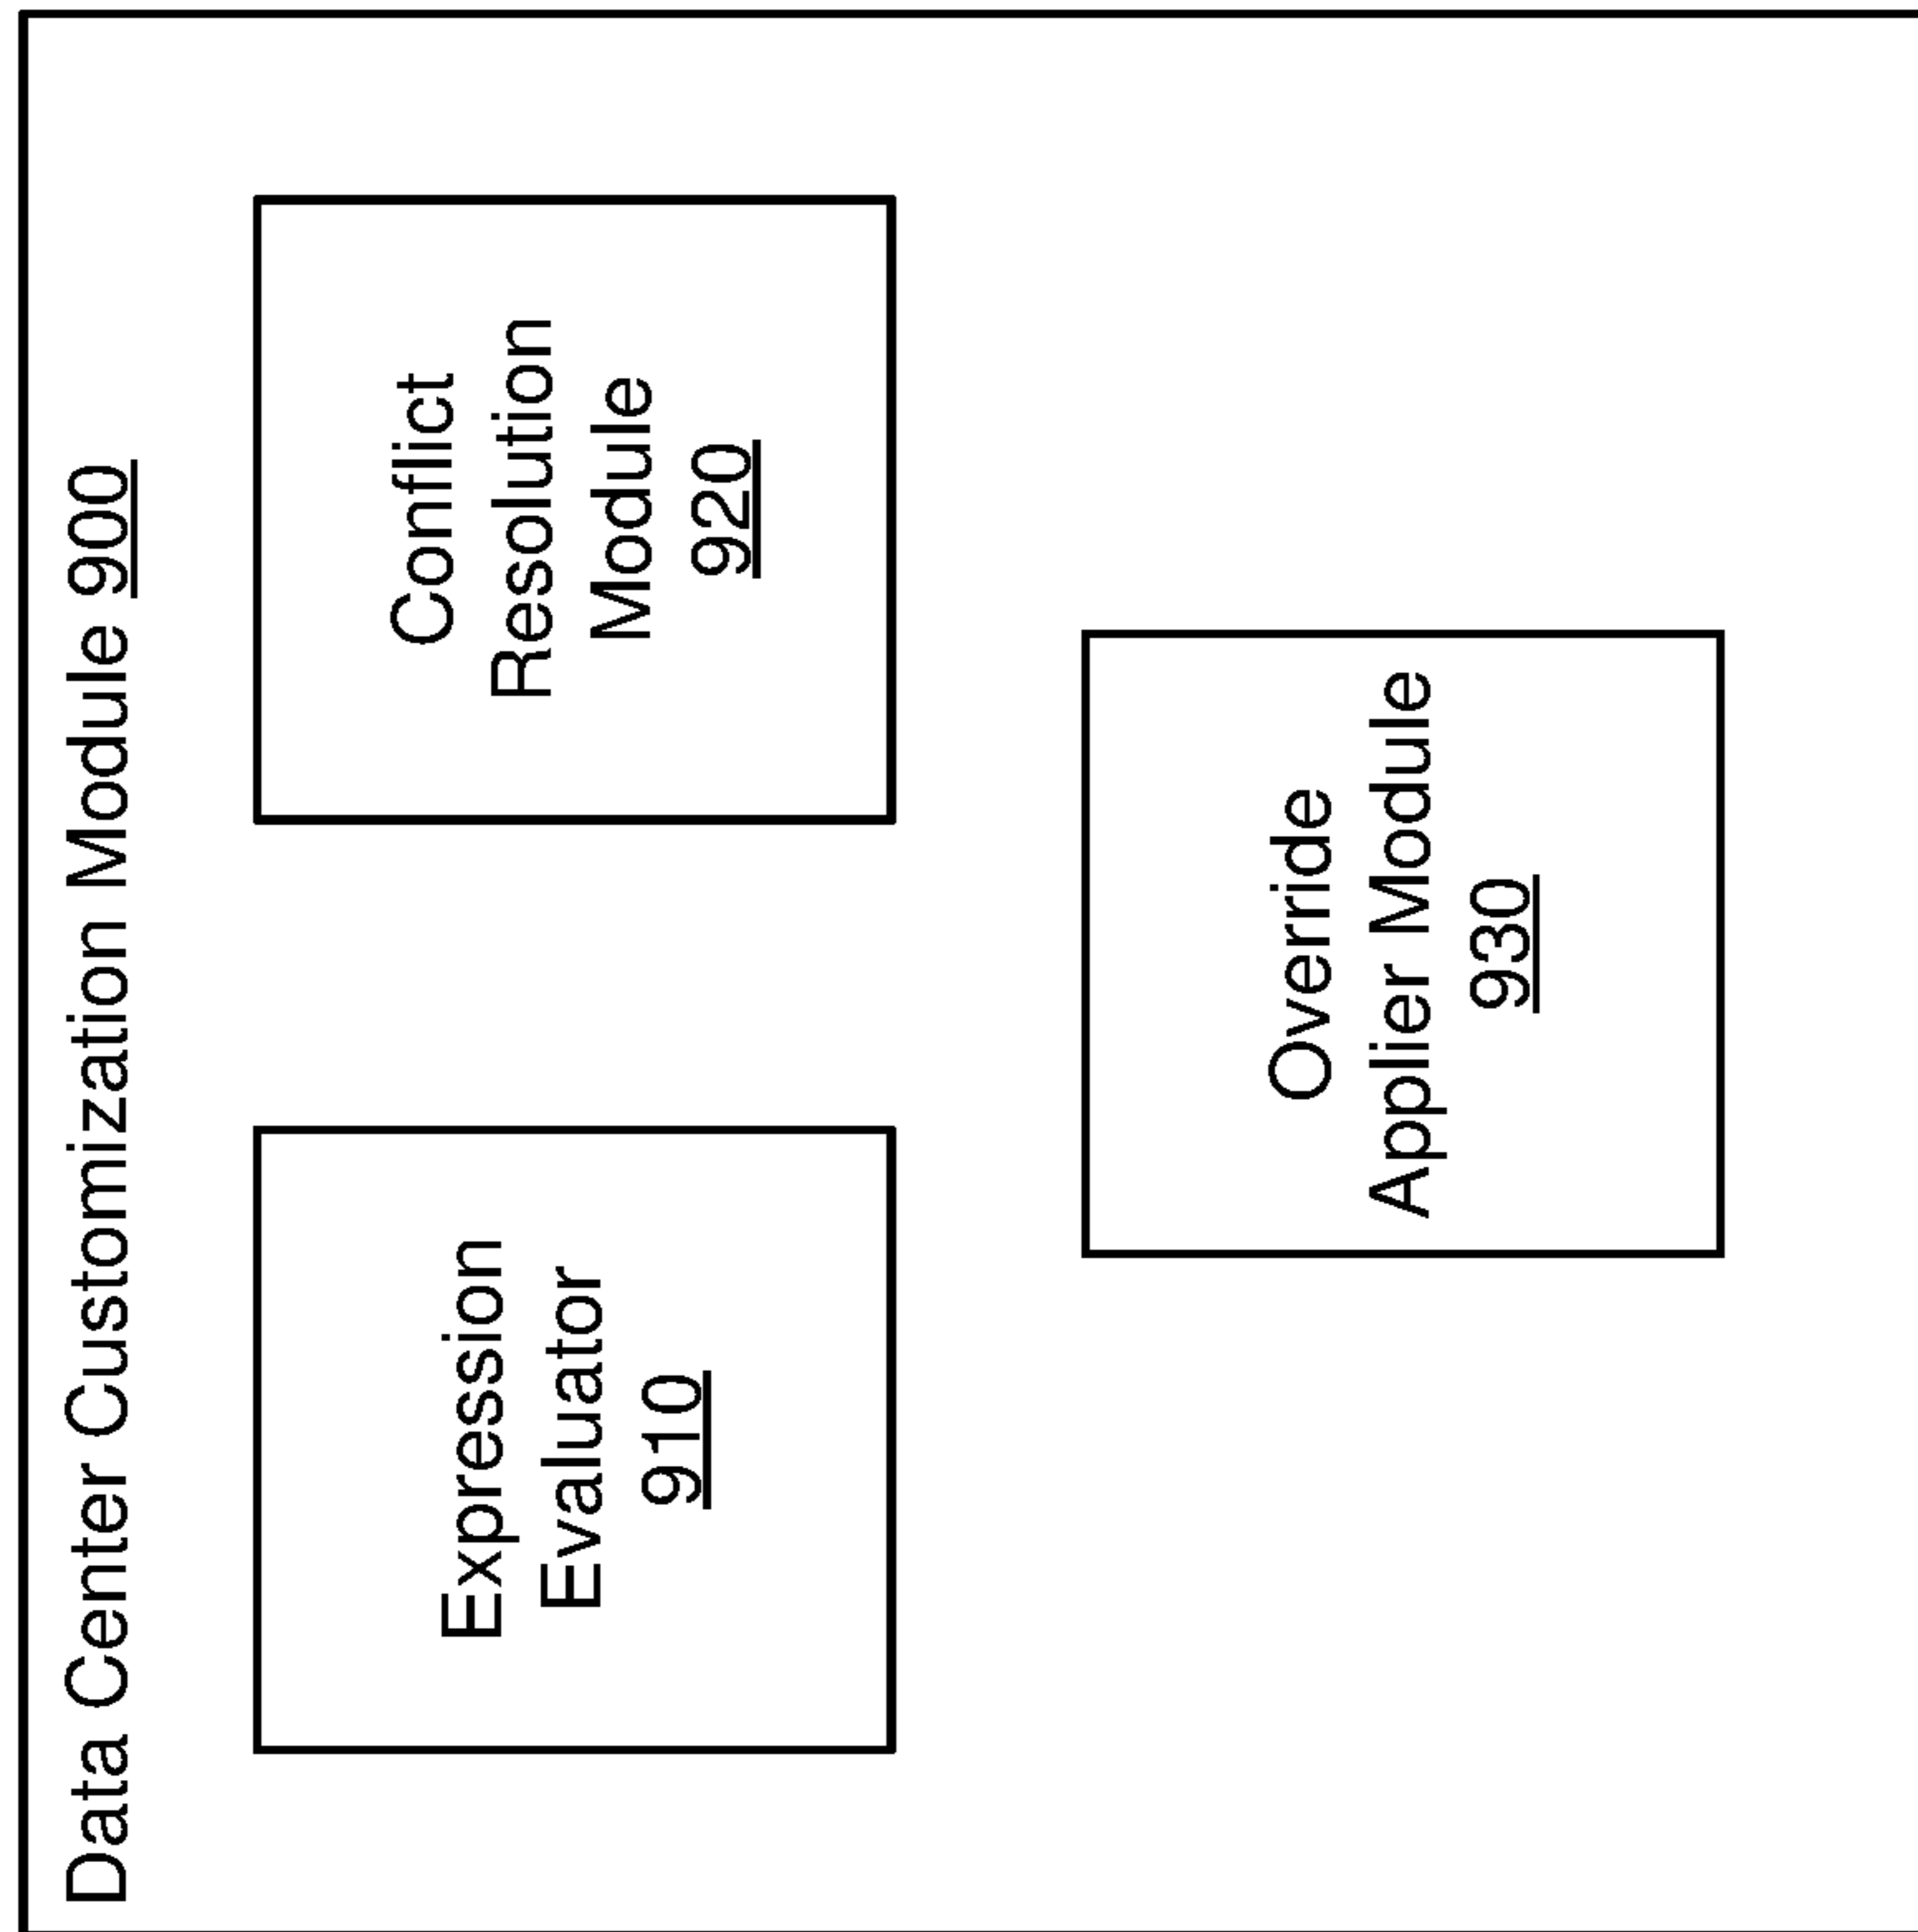 Data Center Customization Module 900
Expression
Evaluator
910
Conflict
Resolution
Module
920
Override
Applier Module
930